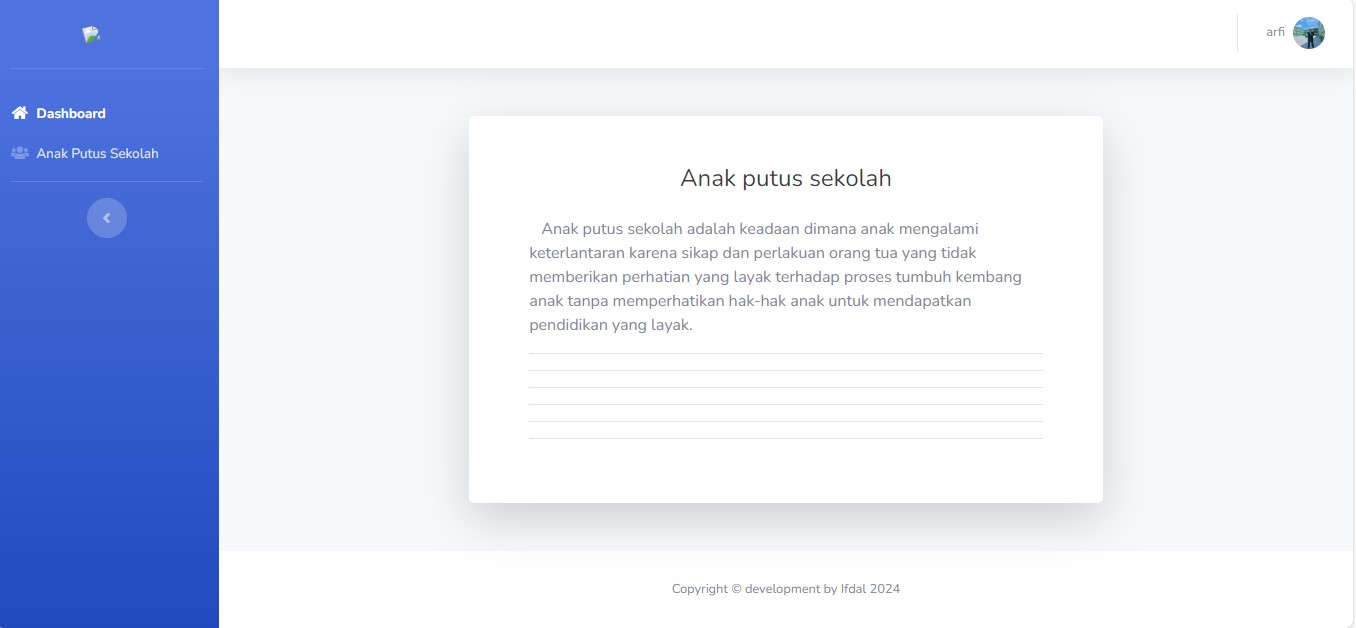 arfi
Dashboard
Anak Putus Sekolah
Anak putus sekolah
Anak putus sekolah adalah keadaan dimana anak mengalami
keterlantaran karena sikap dan perlakuan orang tua yang tidak
memberikan perhatian yang layak terhadap proses tumbuh kembang
anak tanpa memperhatikan hak-hak anak untuk mendapatkan
pendidikan yang layak.
Copyright © development by Ifdal 2024